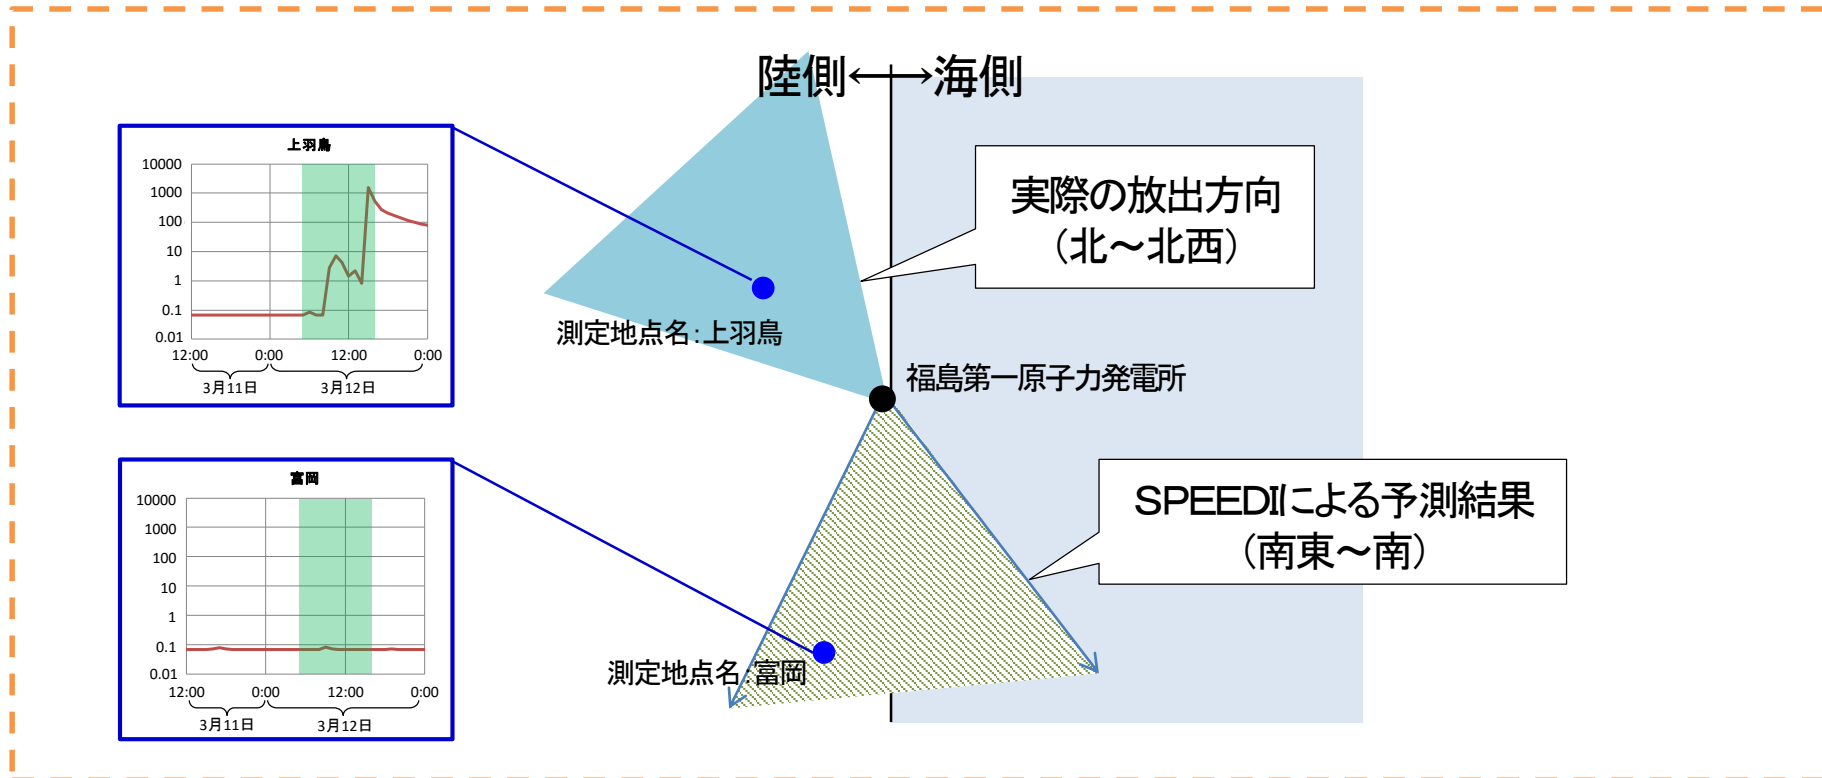 陸側←→海側
上羽鳥
10000
1000
100
10
1
0.1
0.01
12:00 0:00 12:00 0:00
3月11日 3月12日
実際の放出方向
(北~北西)
測定地点名:上羽鳥
福島第一原子力発電所
富岡
10000
1000
100
10
1
0.1
0.01
12:00 0:00 12:00 0:00
3月11日 3月12日
SPEEDIによる予測結果
(南東~南)
測定地点名:富岡